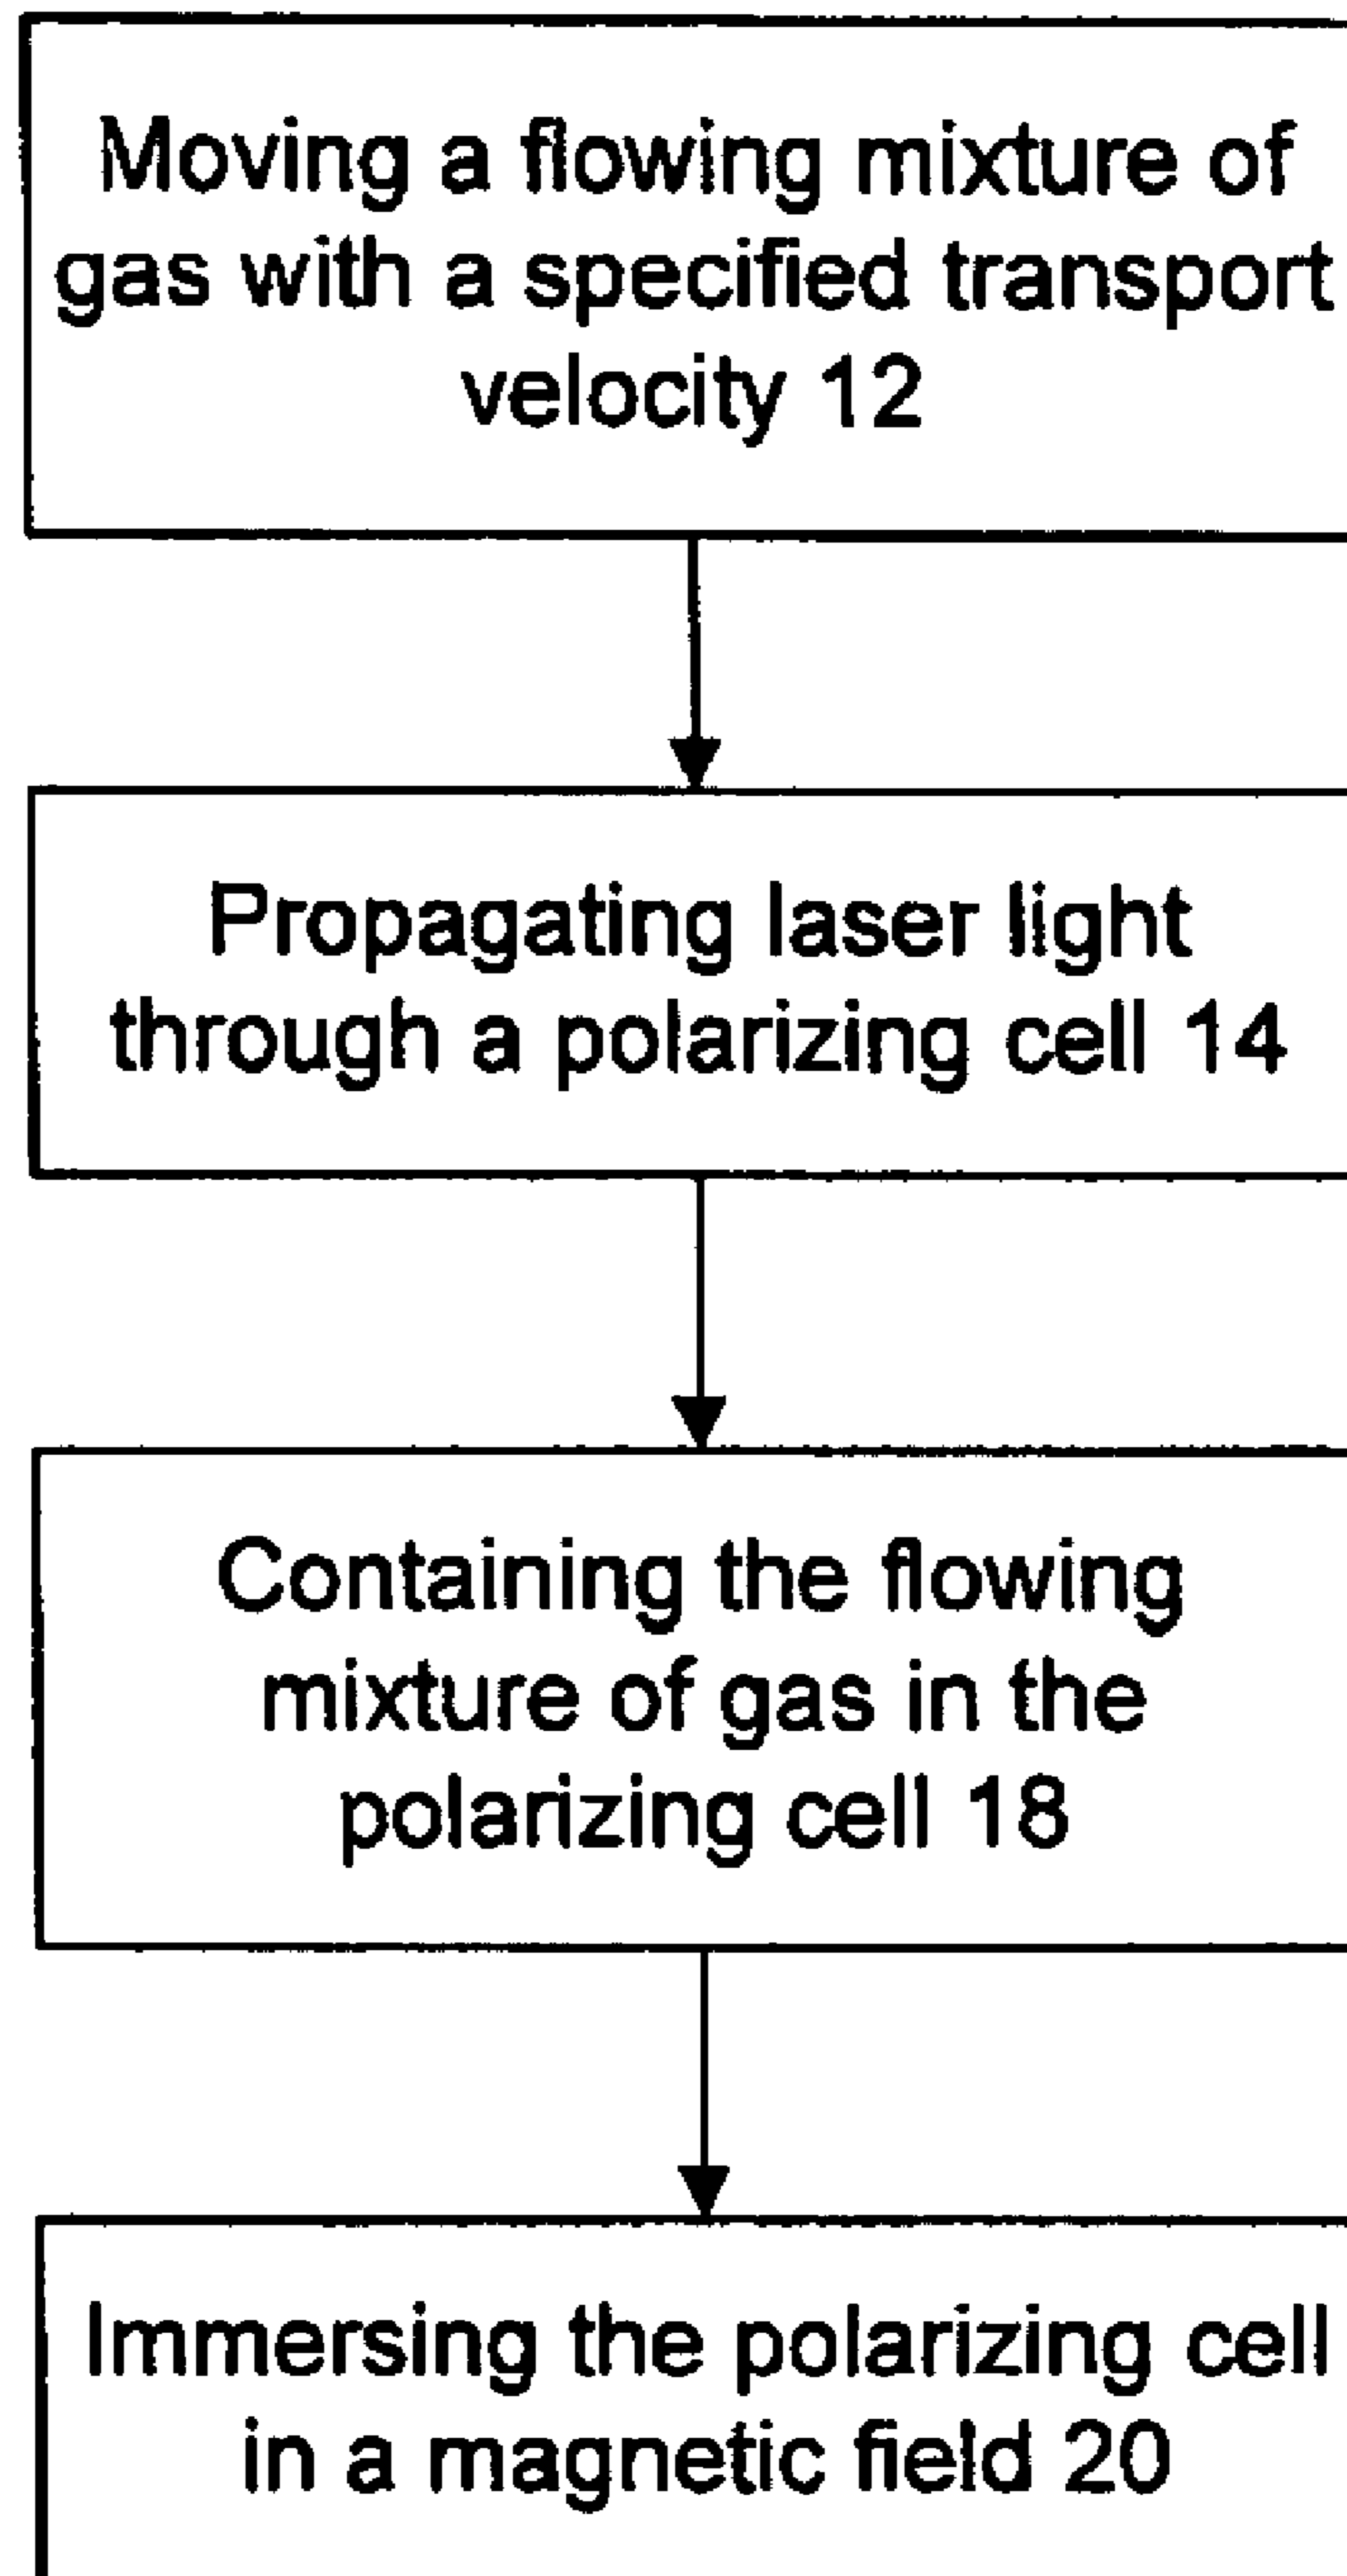 Moving a flowing mixture of
gas with a specified transport
velocity 12
Propagating laser light
through a polarizing cell 14
Containing the flowing
mixture of gas in the
polarizing cell 18
Immersing the polarizing cell
in a magnetic field 20